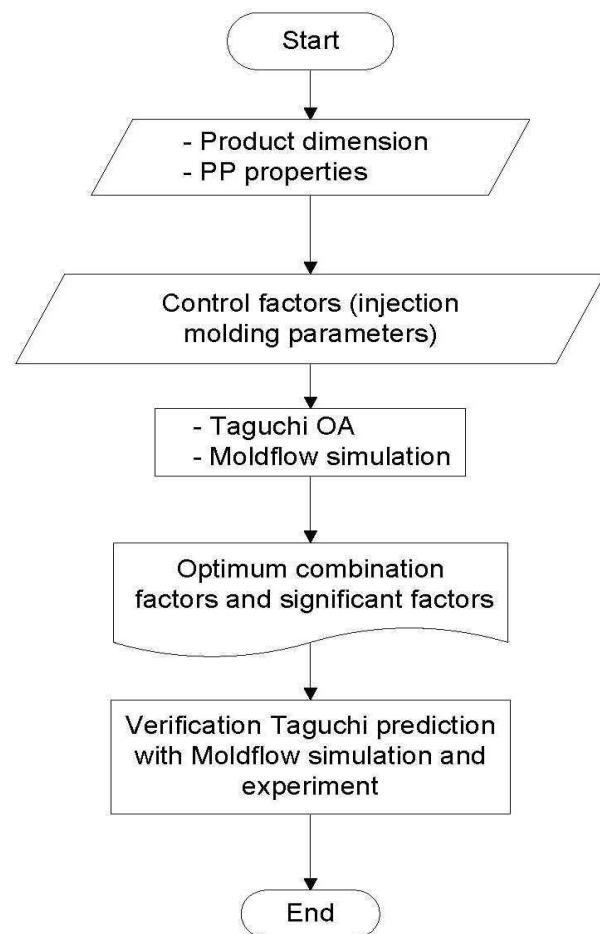 Start
- Product dimension
- PP properties
Control factors (injection
molding parameters)
- Taguchi OA
- Moldflow simulation
Optimum combination
factors and significant factors
Verification Taguchi prediction
with Moldflow simulation and
experiment
End